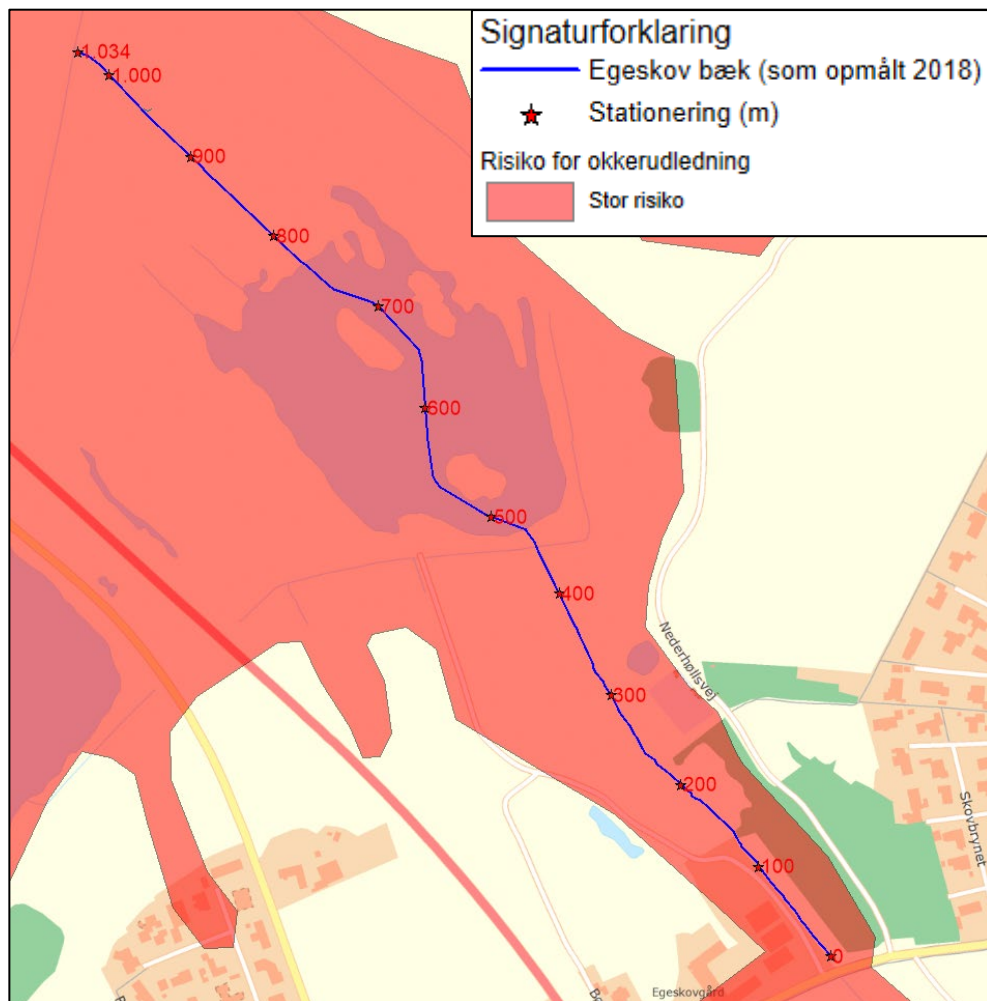 Signaturforklaring
Egeskov bæk (som opmålt 2018)
Stationering (m)
Risiko for okkerudledning
Stor risiko
1.034
1.000
900
800
700
600
500
400
300
200
100
0
Nederhøllsvej
Skovbrynet
Egeskovgård